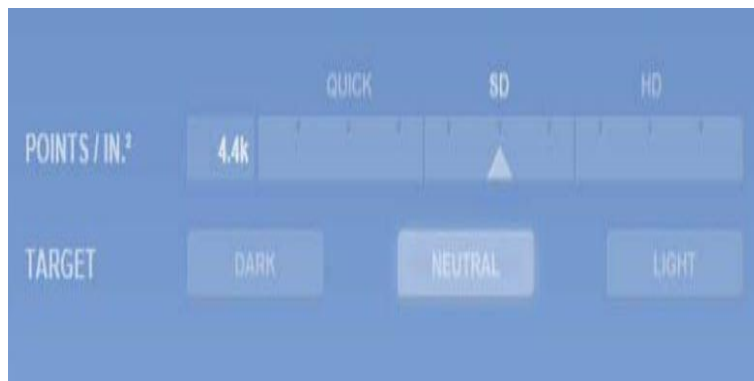 QUICK SD HD
POINTS / IN.² 4.4k
TARGET DARK NEUTRAL LIGHT